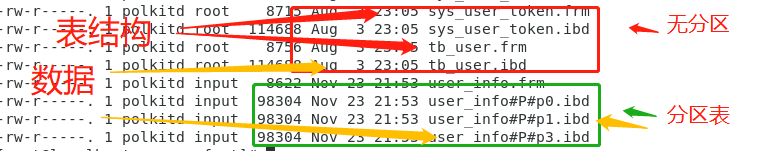 -rw-r-----. 1 polkitd root 8715 Aug 3 23:05 sys_user_token.frm
-rw-r-----. 1 polkitd root 114688 Aug 3 23:05 sys_user_token.ibd
-rw-r-----. 1 polkitd root 8756 Aug 3 23:05 tb_user.frm
-rw-r-----. 1 polkitd root Aug 3 23:05 tb_user.ibd
-rw-r-----. 1 polkitd input 8622 Nov 23 21:53 user_info.frm
-rw-r-----. 1 polkitd input 98304 Nov 23 21:53 user_info#P#p0.ibd
-rw-r-----. 1 polkitd input 98304 Nov 23 21:53 user_info#P#p1.ibd
-rw-r-----. 1 polkitd input 98304 Nov 23 21:53 user_info#P#p3.ibd
表结构
数据
无分区
分区表